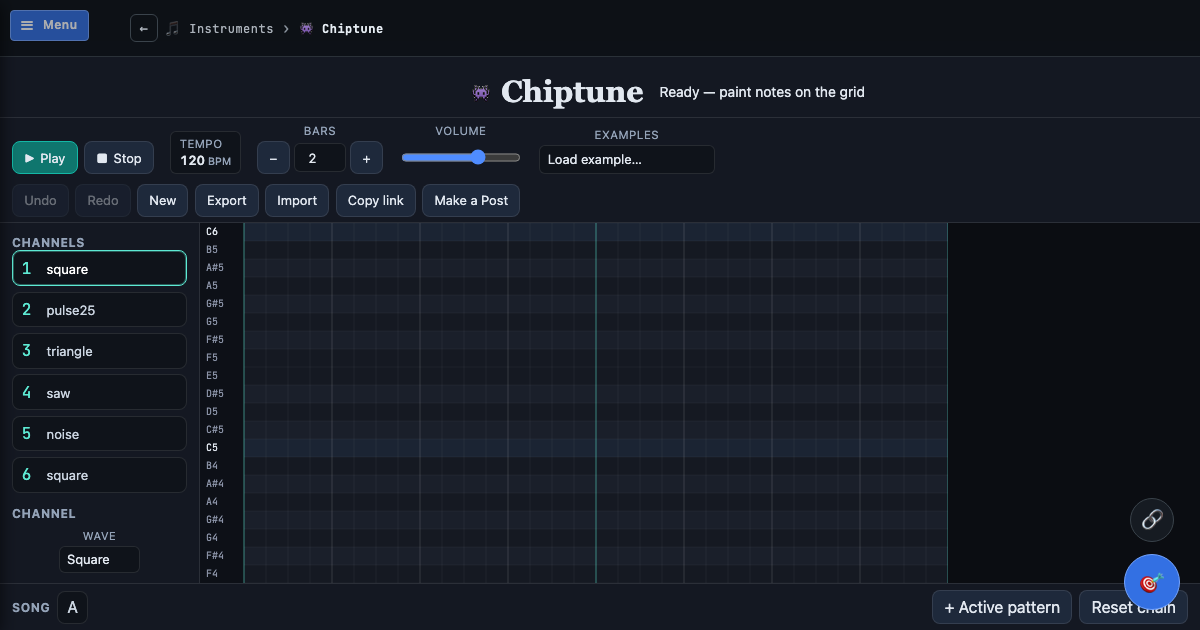 Menu
← Instruments › Chiptune
Chiptune Ready — paint notes on the grid
Play
Stop
TEMPO
120 BPM
BARS
– 2 +
VOLUME
EXAMPLES
Load example...
Undo Redo New Export Import Copy link Make a Post
CHANNELS
1 square
2 pulse25
3 triangle
4 saw
5 noise
6 square
CHANNEL
WAVE
Square
C6
B5
A#5
A5
G#5
G5
F#5
F5
E5
D#5
D5
C#5
C5
B4
A#4
A4
G#4
G4
F#4
F4
SONG A
+ Active pattern
Reset chain